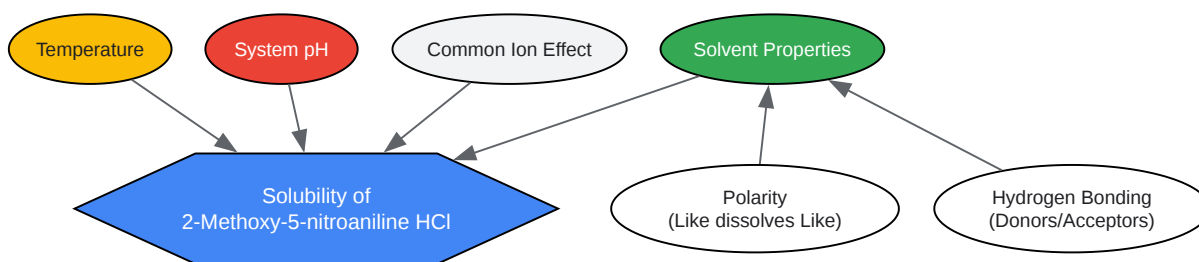 Temperature
System pH
Common Ion Effect
Solvent Properties
Solubility of
2-Methoxy-5-nitroaniline HCl
Polarity
(Like dissolves Like)
Hydrogen Bonding
(Donors/Acceptors)